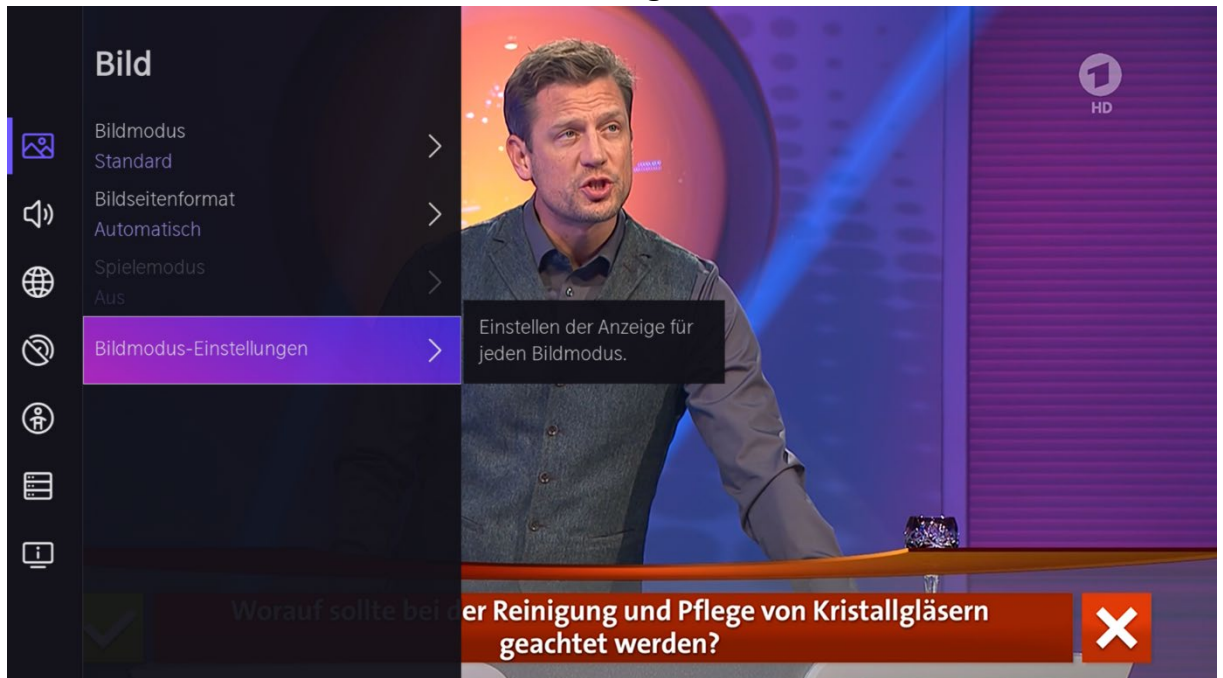 Bild
Bildmodus
Standard
Bildseitenformat
Automatisch
Spielemodus
Aus
Bildmodus-Einstellungen
Einstellen der Anzeige für
jeden Bildmodus.
1
HD
Worauf sollte bei der Reinigung und Pflege von Kristallgläsern
geachtet werden?